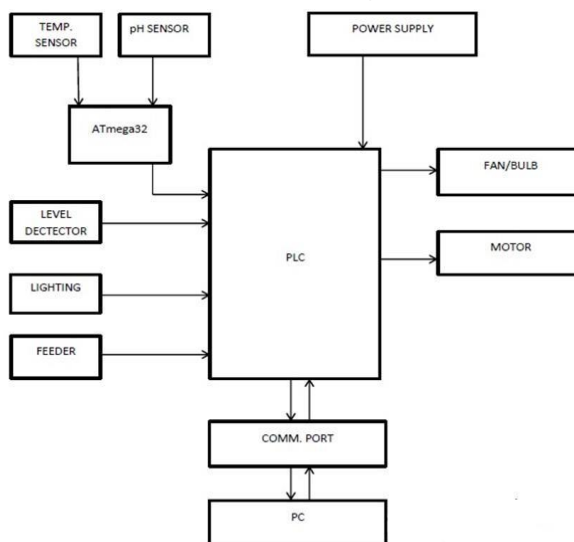 TEMP.
SENSOR
pH SENSOR
POWER SUPPLY
ATmega32
FAN/BULB
LEVEL
DECTECTOR
MOTOR
PLC
LIGHTING
FEEDER
COMM. PORT
PC